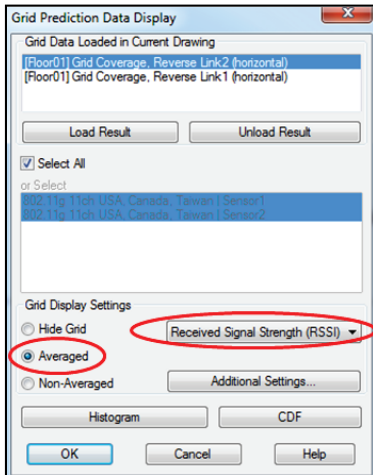 Grid Prediction Data Display
Grid Data Loaded in Current Drawing
[Floor01] Grid Coverage, Reverse Link2 (horizontal)
[Floor01] Grid Coverage, Reverse Link1 (horizontal)
Load Result Unload Result
Select All
or Select
802.11g 11ch USA, Canada, Taiwan | Sensor1
802.11g 11ch USA, Canada, Taiwan | Sensor2
Grid Display Settings
Hide Grid
Received Signal Strength (RSSI)
Averaged
Non-Averaged
Additional Settings...
Histogram CDF
OK Cancel Help